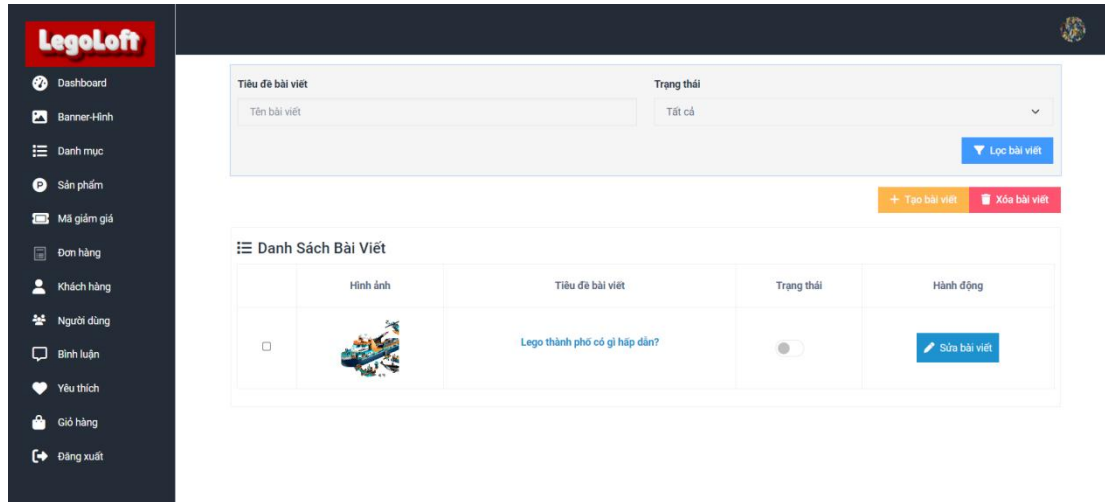 LegoLoft
Dashboard
Banner-Hình
Danh mục
Sản phẩm
Mã giảm giá
Đơn hàng
Khách hàng
Người dùng
Bình luận
Yêu thích
Giỏ hàng
Đăng xuất
Tiêu đề bài viết
Trạng thái
Tên bài viết
Tất cả
Lọc bài viết
Tạo bài viết
Xóa bài viết
Danh Sách Bài Viết
Hình ảnh
Tiêu đề bài viết
Trạng thái
Hành động
Lego thành phố có gì hấp dẫn?
Sửa bài viết